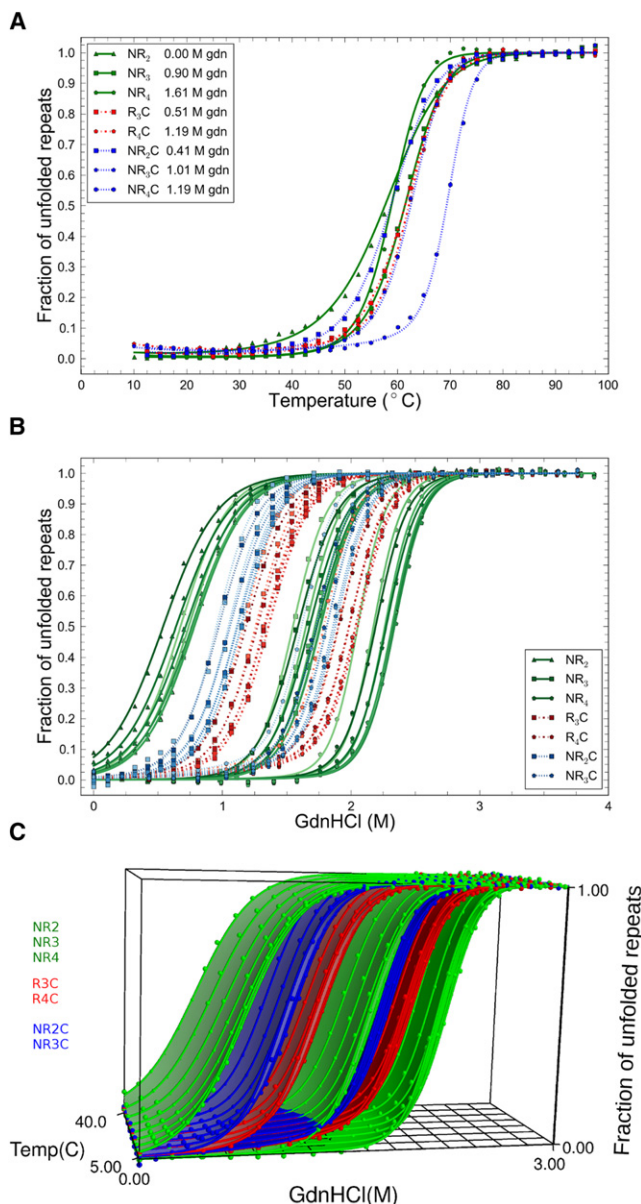 A
Fraction of unfolded repeats
1.0
0.9
0.8
0.7
0.6
0.5
0.4
0.3
0.2
0.1
0.0
NR2 0.00 M gdn
NR3 0.90 M gdn
NR4 1.61 M gdn
R3C 0.51 M gdn
R4C 1.19 M gdn
NR2C 0.41 M gdn
NR3C 1.01 M gdn
NR4C 1.19 M gdn
0 10 20 30 40 50 60 70 80 90 100
Temperature (°C)
B
Fraction of unfolded repeats
1.0
0.9
0.8
0.7
0.6
0.5
0.4
0.3
0.2
0.1
0.0
NR2
NR3
NR4
R3C
R4C
NR2C
NR3C
0 1 2 3 4
GdnHCl (M)
C
NR2
NR3
NR4
R3C
R4C
NR2C
NR3C
1.00
Fraction of unfolded repeats
40.0
Temp(C)
5.00
0.00
0.00
3.00
GdnHCl(M)